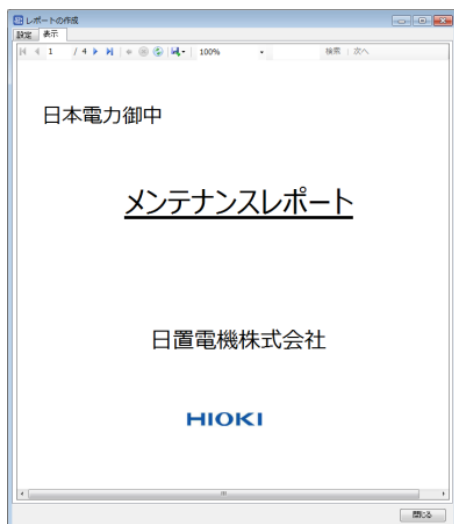 レポートの作成
設定 表示
1 / 4 100% 検索 | 次へ
日本電力御中
メンテナンスレポート
日置電機株式会社
HIOKI
閉じる